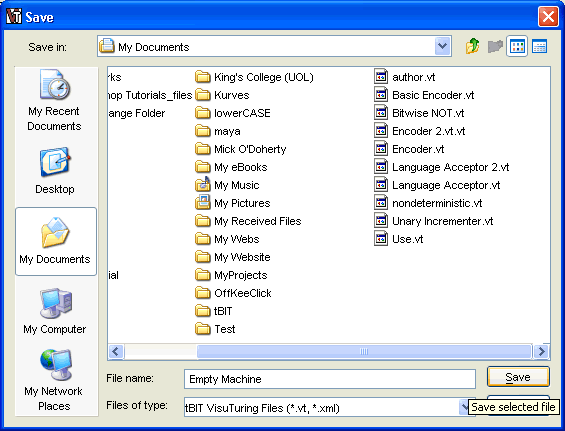 Save
Save in:
My Documents
My Recent
Documents
Desktop
My Documents
My Computer
My Network
Places
rks
hop Tutorials_files
ange Folder
ial
King's College (UOL)
Kurves
lowerCASE
maya
Mick O'Doherty
My eBooks
My Music
My Pictures
My Received Files
My Webs
My Website
MyProjects
OffKeeClick
tBIT
Test
author.vt
Basic Encoder.vt
Bitwise NOT.vt
Encoder 2.vt.vt
Encoder.vt
Language Acceptor 2.vt
Language Acceptor.vt
nondeterministic.vt
Unary Incrementer.vt
Use.vt
File name:
Empty Machine
Save
Files of type:
tBIT VisuTuring Files (*.vt, *.xml)
Save selected file